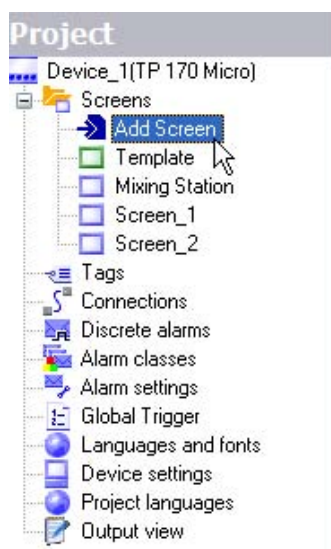 Project
Device_1(TP 170 Micro)
Screens
Add Screen
Template
Mixing Station
Screen_1
Screen_2
Tags
Connections
Discrete alarms
Alarm classes
Alarm settings
Global Trigger
Languages and fonts
Device settings
Project languages
Output view